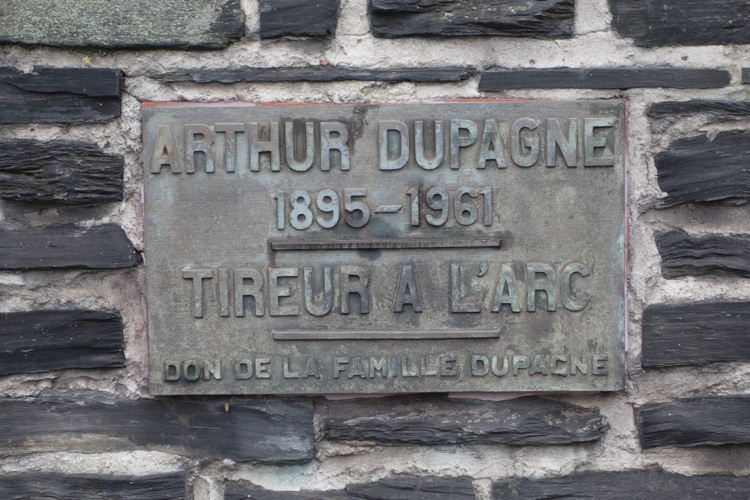 ARTHUR DUPAGNE
1895-1961
TIREUR A L'ARC
DON DE LA FAMILLE DUPAGNE